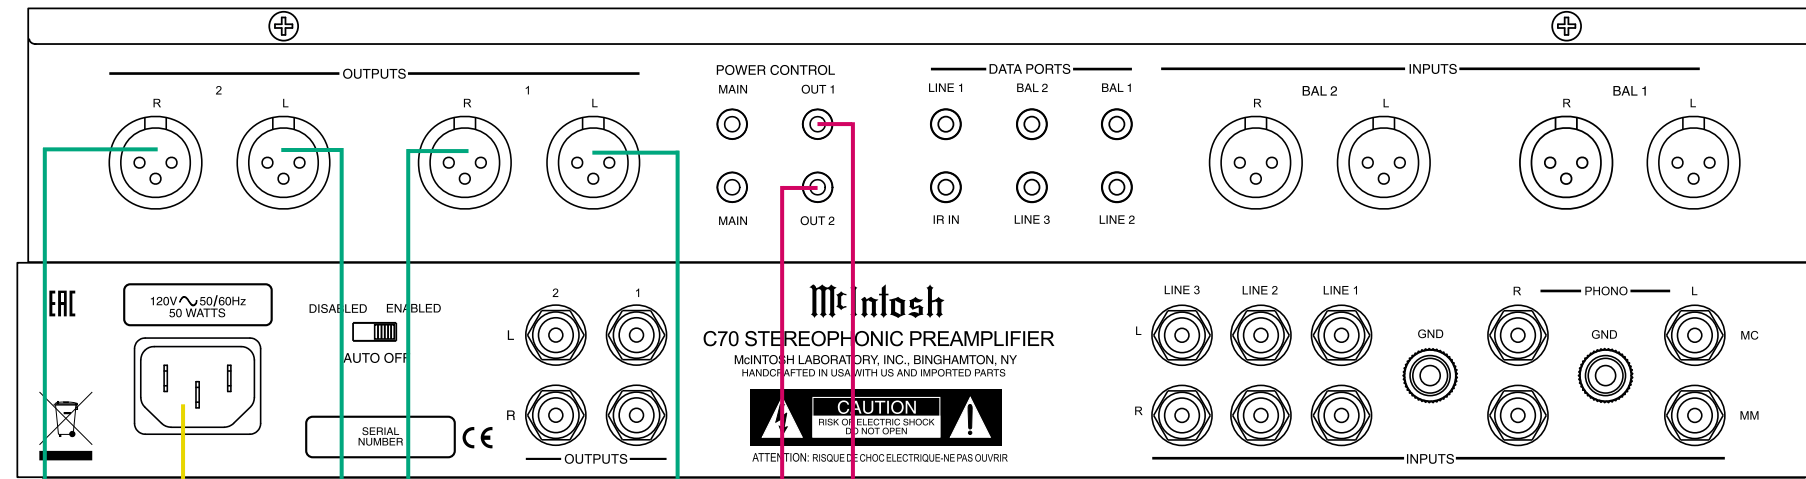 OUTPUTS
2
1
R
L
R
L
POWER CONTROL
MAIN
OUT 1
MAIN
OUT 2
DATA PORTS
LINE 1
BAL 2
BAL 1
IR IN
LINE 3
LINE 2
INPUTS
BAL 2
BAL 1
R
L
R
L
EAC
120V 50/60Hz
50 WATTS
DISABLED
ENABLED
AUTO OFF
SERIAL
NUMBER
CE
2
1
L
R
OUTPUTS
McIntosh
C70 STEREOPHONIC PREAMPLIFIER
McINTOSH LABORATORY, INC., BINGHAMTON, NY
HANDCRAFTED IN USA WITH US AND IMPORTED PARTS
CAUTION
RISK OF ELECTRIC SHOCK
DO NOT OPEN
ATTENTION: RISQUE DE CHOC ELECTRIQUE-NE PAS OUVRIR
LINE 3
LINE 2
LINE 1
L
R
GND
R
PHONO
L
GND
MC
MM
INPUTS